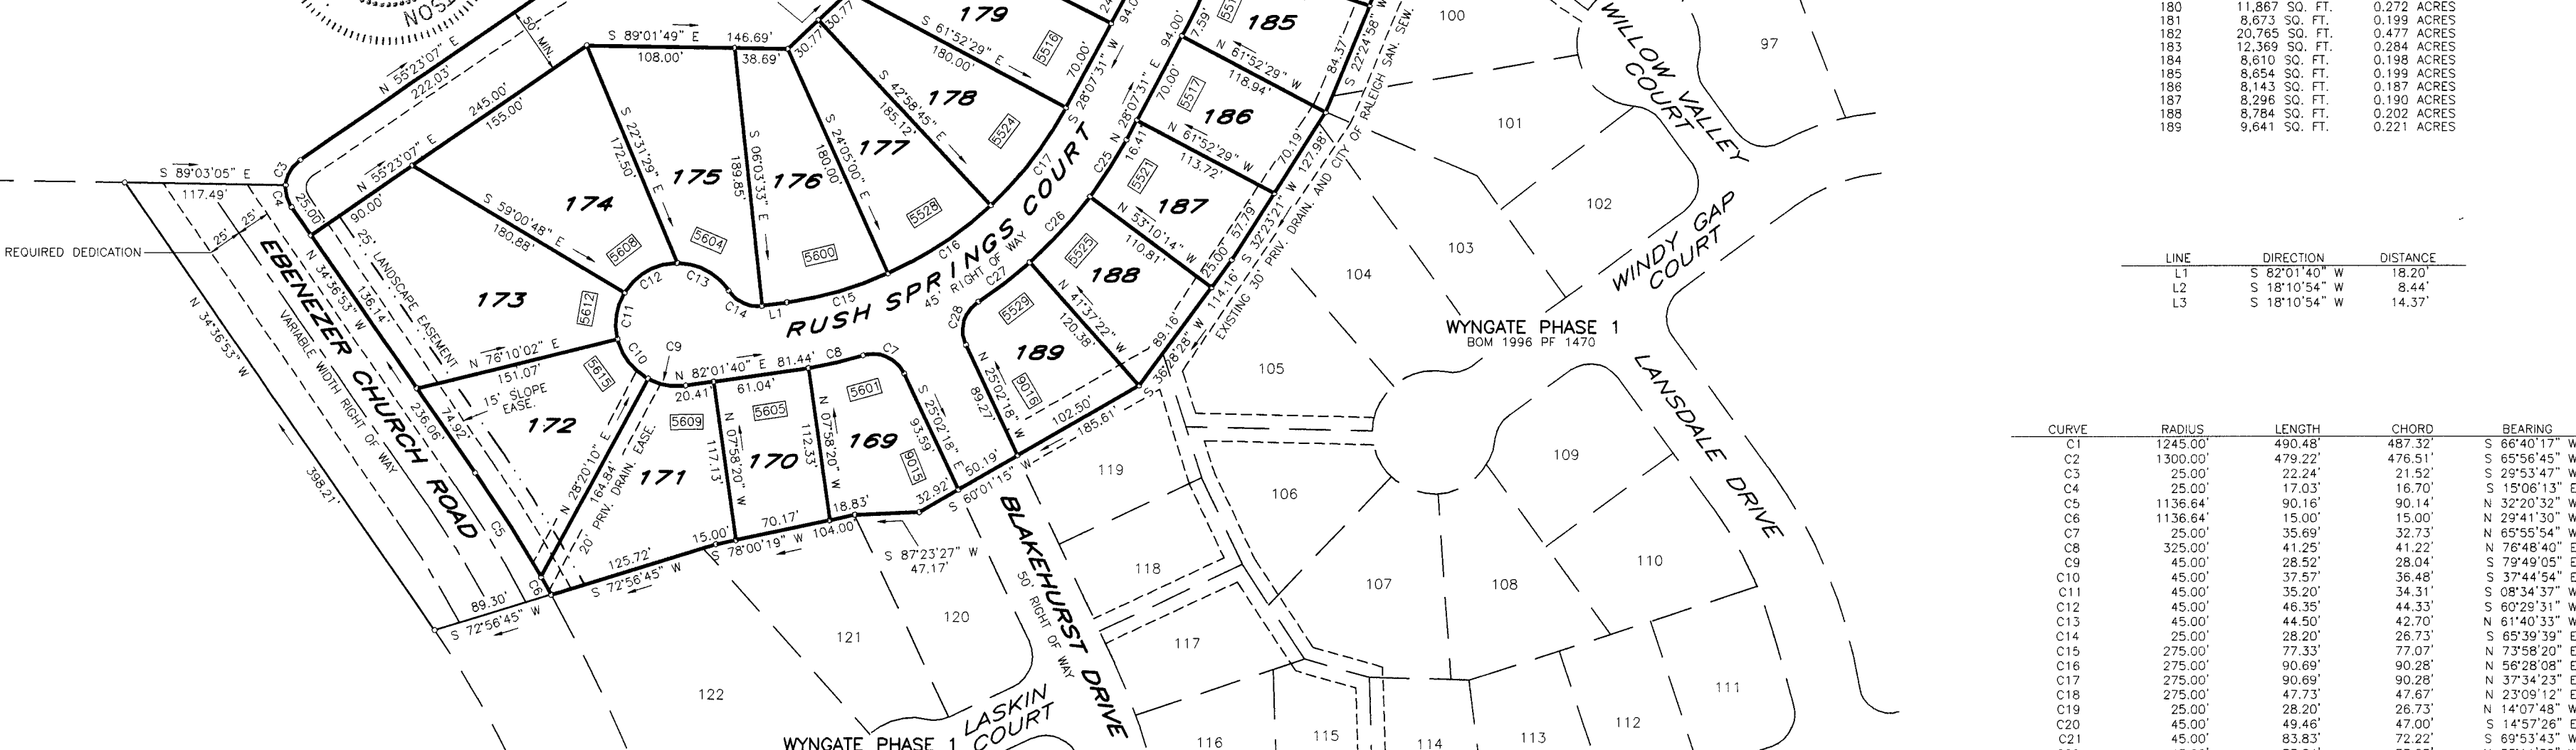 SON
180 11,867 SQ. FT. 0.272 ACRES
181 8,673 SQ. FT. 0.199 ACRES
182 20,765 SQ. FT. 0.477 ACRES
183 12,369 SQ. FT. 0.284 ACRES
184 8,610 SQ. FT. 0.198 ACRES
185 8,654 SQ. FT. 0.199 ACRES
186 8,143 SQ. FT. 0.187 ACRES
187 8,296 SQ. FT. 0.190 ACRES
188 8,784 SQ. FT. 0.202 ACRES
189 9,641 SQ. FT. 0.221 ACRES
LINE DIRECTION DISTANCE
L1 S 82°01'40" W 18.20'
L2 S 18°10'54" W 8.44'
L3 S 18°10'54" W 14.37'
CURVE RADIUS LENGTH CHORD BEARING
C1 1245.00' 490.48' 487.32' S 66°40'17" W
C2 1300.00' 479.22' 476.51' S 65°56'45" W
C3 25.00' 22.24' 21.52' S 29°53'47" W
C4 25.00' 17.03' 16.70' S 15°06'13" E
C5 1136.64' 90.16' 90.14' N 32°20'32" W
C6 1136.64' 15.00' 15.00' N 29°41'30" W
C7 25.00' 35.69' 32.73' N 65°55'54" W
C8 325.00' 41.25' 41.22' N 76°48'40" E
C9 45.00' 28.52' 28.04' S 79°49'05" W
C10 45.00' 37.57' 36.48' S 37°44'54" E
C11 45.00' 35.20' 34.31' S 08°34'37" W
C12 45.00' 46.35' 44.33' S 60°29'31" W
C13 45.00' 44.50' 42.70' N 61°40'33" W
C14 25.00' 28.20' 26.73' S 65°39'39" E
C15 275.00' 77.33' 77.07' N 73°58'20" E
C16 275.00' 90.69' 90.28' N 56°28'08" E
C17 275.00' 90.69' 90.28' N 37°34'23" E
C18 275.00' 47.73' 47.67' N 23°09'12" E
C19 25.00' 28.20' 26.73' N 14°07'48" W
C20 45.00' 49.46' 47.00' S 14°57'26" E
C21 45.00' 83.83' 72.22' S 69°53'43" W
50' MIN.
N 55°23'07" E
222.03'
245.00'
155.00'
N 55°23'07" E
90.00'
25.00'
C3
C4
S 89°03'05" E
117.49'
25'
25'
REQUIRED DEDICATION
EBENEZER CHURCH ROAD
VARIABLE WIDTH RIGHT OF WAY
N 34°36'53" W
398.21'
N 34°36'53" W
136.14'
236.06'
74.92'
25' LANDSCAPE EASEMENT
15' SLOPE
EASE.
C5
C6
89.30'
S 72°56'45" W
S 89°01'49" E
146.69'
108.00'
38.69'
30.77'
30.77'
174
S 59°00'48" E
180.88'
5608
173
5612
S 22°31'29" E
172.50'
175
5604
S 06°03'33" E
189.85'
176
5600
S 24°05'00" E
180.00'
177
5528
S 42°58'45" E
185.12'
178
5524
S 61°52'29" E
180.00'
179
5516
C12
C13
C14
L1
C15
C16
C17
C11
C10
C9
RUSH SPRINGS COURT
45' RIGHT OF WAY
70.00'
S 28°07'31" W
94.00'
70.00'
N 28°07'31" E
16.41'
C25
C26
C27
C28
185
N 61°52'29" W
118.94'
5517
186
N 61°52'29" W
113.72'
5521
187
N 53°10'14" W
110.81'
5525
188
N 41°37'22" W
120.38'
5529
189
9016
N 25°02'18" W
89.27'
84.37'
S 22°24'58" W
70.19'
127.98'
57.79'
S 32°23'21" W
25.00'
114.16'
89.16'
S 36°28'28" W
EXISTING 30' PRIV. DRAIN. AND CITY OF RALEIGH SAN. SEW.
102.50'
185.61'
50.19'
S 60°01'15" W
32.92'
N 76°10'02" E
151.07'
5615
172
N 28°20'10" E
164.84'
20' PRIV. DRAIN. EASE.
171
5609
N 82°01'40" E 81.44'
20.41'
61.04'
N 07°58'20" W
117.13'
5605
170
N 07°58'20" W
112.33'
C8
C7
5601
169
S 25°02'18" E
93.59'
9015
18.83'
70.17'
104.00'
15.00'
S 78°00'19" W
125.72'
S 72°56'45" W
S 87°23'27" W
47.17'
BLAKEHURST DRIVE
50' RIGHT OF WAY
LASKIN
COURT
WYNGATE PHASE 1
WYNGATE PHASE 1
BOM 1996 PF 1470
WILLOW VALLEY
COURT
WINDY GAP
COURT
LANSDALE DRIVE
97
100
101
102
103
104
105
106
107
108
109
110
111
112
113
114
115
116
117
118
119
120
121
122